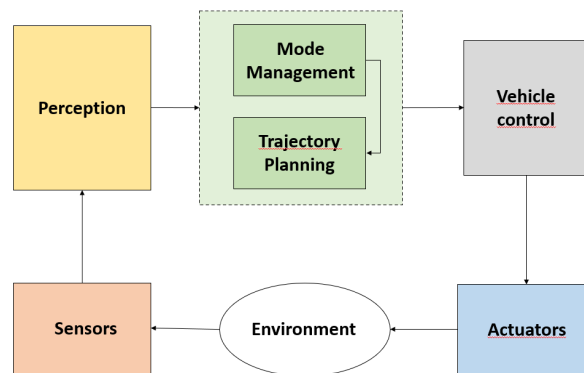 Mode
Management
Perception
Vehicle
control
Trajectory
Planning
Sensors
Environment
Actuators